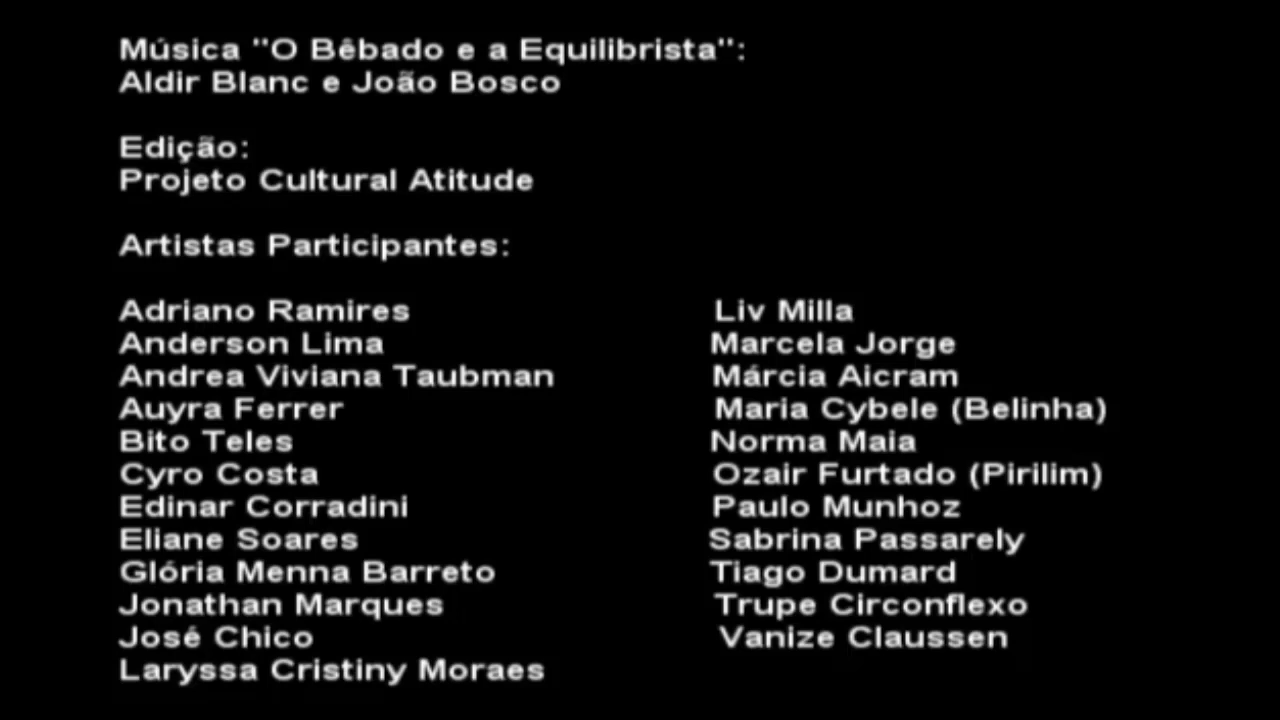 Música "O Bêbado e a Equilibrista":
Aldir Blanc e João Bosco
Edição:
Projeto Cultural Atitude
Artistas Participantes:
Adriano Ramires
Anderson Lima
Andrea Viviana Taubman
Auyra Ferrer
Bito Teles
Cyro Costa
Edinar Corradini
Eliane Soares
Glória Menna Barreto
Jonathan Marques
José Chico
Laryssa Cristiny Moraes
Liv Milla
Marcela Jorge
Márcia Aicram
Maria Cybele (Belinha)
Norma Maia
Ozair Furtado (Pirilim)
Paulo Munhoz
Sabrina Passarely
Tiago Dumard
Trupe Circonflexo
Vanize Claussen